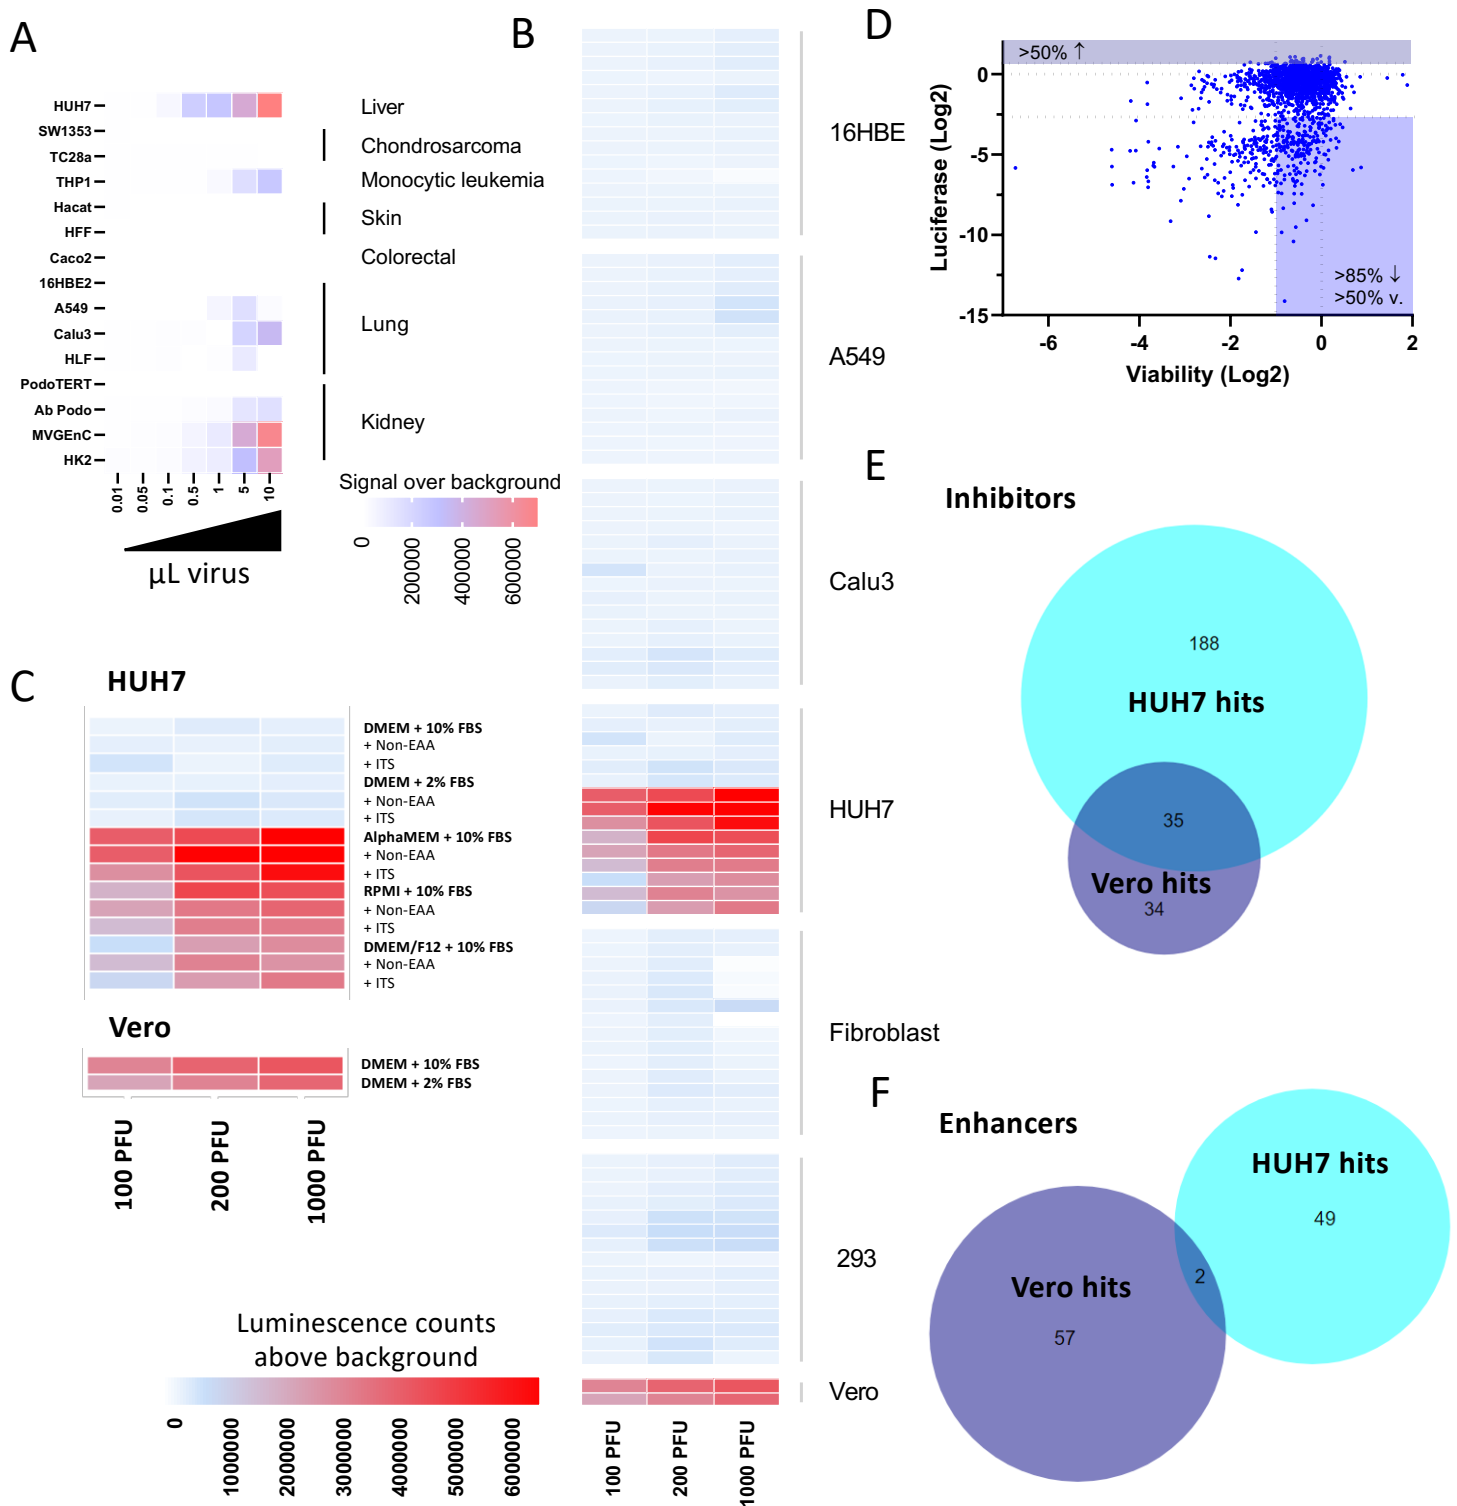 A
HUH7
SW1353
TC28a
THP1
Hacat
HFF
Caco2
16HBE2
A549
Calu3
HLF
PodoTERT
Ab Podo
MVGEnC
HK2
Liver
Chondrosarcoma
Monocytic leukemia
Skin
Colorectal
Lung
Kidney
0.01
0.05
0.1
0.5
1
5
10
µL virus
Signal over background
0
200000
400000
600000
B
16HBE
A549
Calu3
HUH7
Fibroblast
293
Vero
100 PFU
200 PFU
1000 PFU
C
HUH7
DMEM + 10% FBS
+ Non-EAA
+ ITS
DMEM + 2% FBS
+ Non-EAA
+ ITS
AlphaMEM + 10% FBS
+ Non-EAA
+ ITS
RPMI + 10% FBS
+ Non-EAA
+ ITS
DMEM/F12 + 10% FBS
+ Non-EAA
+ ITS
Vero
DMEM + 10% FBS
DMEM + 2% FBS
100 PFU
200 PFU
1000 PFU
Luminescence counts
above background
0
1000000
2000000
3000000
4000000
5000000
6000000
D
>50% ↑
0
-5
-10
-15
Luciferase (Log2)
>85% ↓
>50% v.
-6
-4
-2
0
2
Viability (Log2)
E
Inhibitors
188
HUH7 hits
35
Vero hits
34
F
Enhancers
HUH7 hits
49
2
Vero hits
57